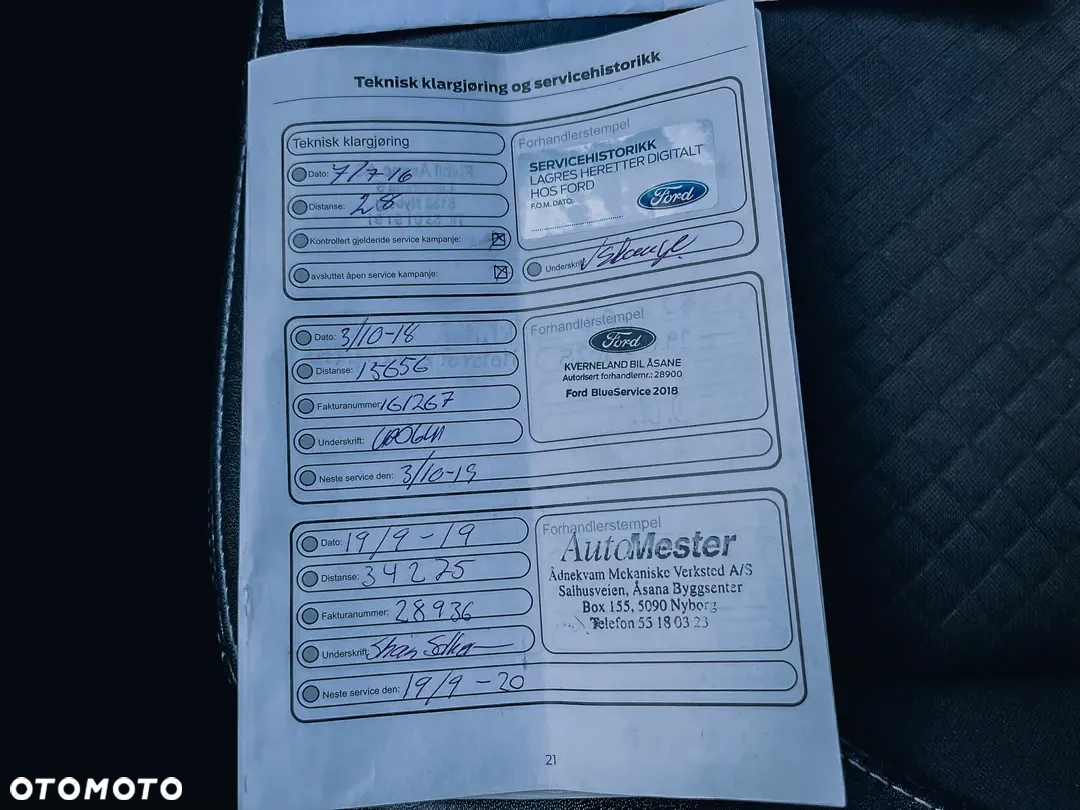 Teknisk klargjøring og servicehistorikk
Teknisk klargjøring
Dato: 7/7-16
Distanse: 28
Kontrollert gjeldende service kampanje:
avsluttet åpen service kampanje:
Forhandlerstempel
SERVICEHISTORIKK
LAGRES HERETTER DIGITALT
HOS FORD
F.O.M. DATO:
Ford
Underskrift
Dato: 3/10-18
Distanse: 15656
Fakturanummer 161267
Underskrift:
Neste service den: 3/10-19
Forhandlerstempel
Ford
KVERNELAND BIL ÅSANE
Autorisert forhandlernr.: 28900
Ford BlueService 2018
Dato: 19/9-19
Distanse: 34275
Fakturanummer: 28936
Underskrift:
Neste service den: 19/9-20
Forhandlerstempel
AutoMester
Ådnekvam Mekaniske Verksted A/S
Salhusveien, Åsana Byggsenter
Box 155, 5090 Nyborg
Telefon 55 18 03 23
21
OTOMOTO